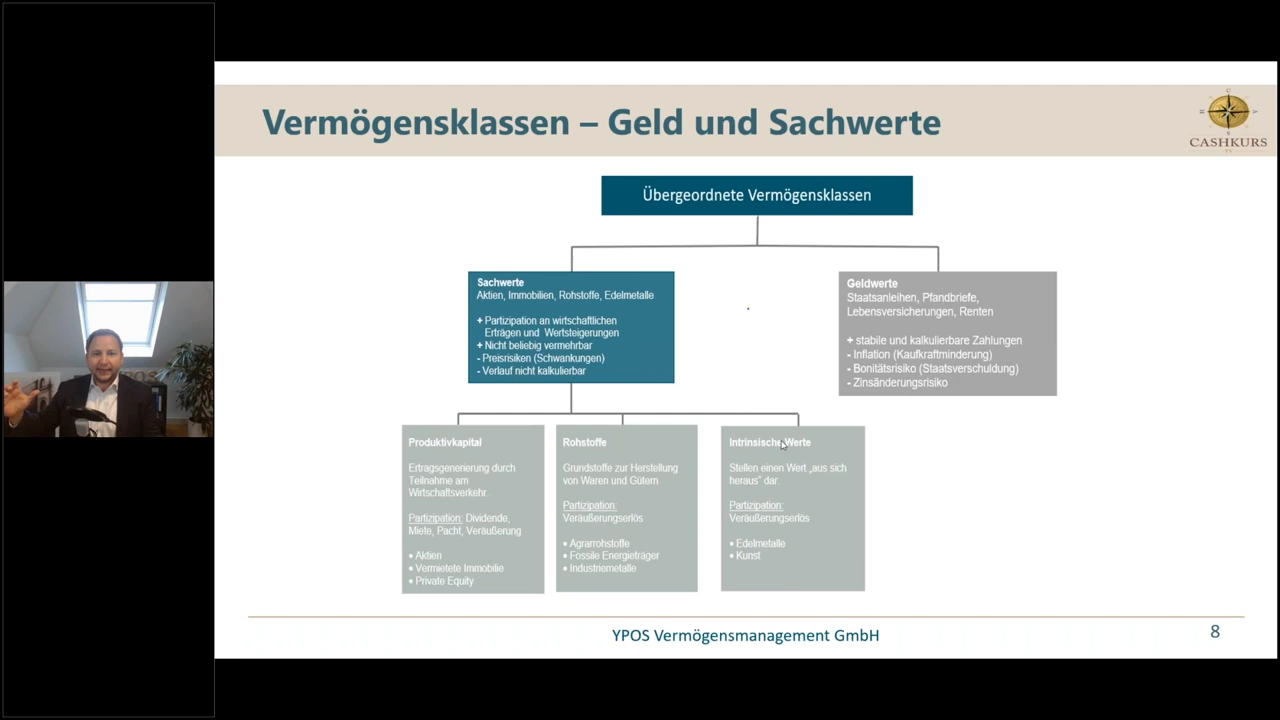 Vermögensklassen – Geld und Sachwerte
CASHKURS
Übergeordnete Vermögensklassen
Sachwerte
Aktien, Immobilien, Rohstoffe, Edelmetalle
+ Partizipation an wirtschaftlichen
Erträgen und Wertsteigerungen
+ Nicht beliebig vermehrbar
- Preisrisiken (Schwankungen)
- Verlauf nicht kalkulierbar
Geldwerte
Staatsanleihen, Pfandbriefe,
Lebensversicherungen, Renten
+ stabile und kalkulierbare Zahlungen
- Inflation (Kaufkraftminderung)
- Bonitätsrisiko (Staatsverschuldung)
- Zinsänderungsrisiko
Produktivkapital
Ertragsgenerierung durch
Teilnahme am
Wirtschaftsverkehr.
Partizipation: Dividende,
Miete, Pacht, Veräußerung
• Aktien
• Vermietete Immobilie
• Private Equity
Rohstoffe
Grundstoffe zur Herstellung
von Waren und Gütern
Partizipation:
Veräußerungserlös
• Agrarrohstoffe
• Fossile Energieträger
• Industriemetalle
Intrinsische Werte
Stellen einen Wert „aus sich
heraus“ dar.
Partizipation:
Veräußerungserlös
• Edelmetalle
• Kunst
YPOS Vermögensmanagement GmbH
8